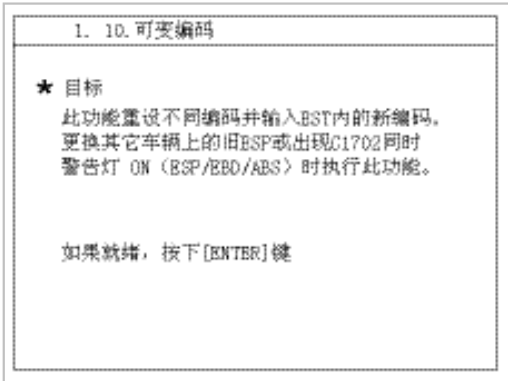 1. 10.可变编码
★ 目标
此功能重设不同编码并输入EST内的新编码。
更换其它车辆上的旧ESP或出现C1702同时
警告灯 ON（ESP/EBD/ABS）时执行此功能。
如果就绪，按下[ENTER]键